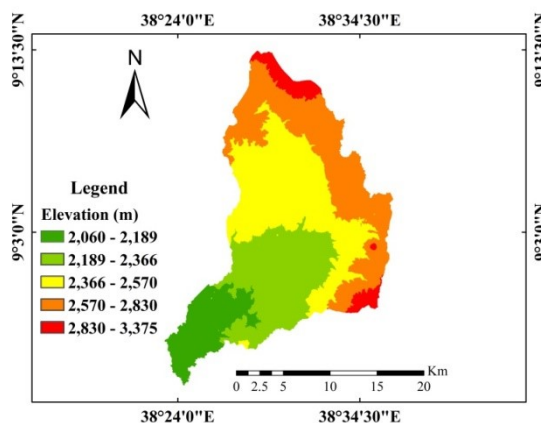 38°24'0"E 38°34'30"E
9°13'30"N 9°13'30"N
N
Legend
Elevation (m)
2,060 - 2,189
2,189 - 2,366
2,366 - 2,570
2,570 - 2,830
2,830 - 3,375
9°3'0"N 9°3'0"N
Km
0 2.5 5 10 15 20
38°24'0"E 38°34'30"E